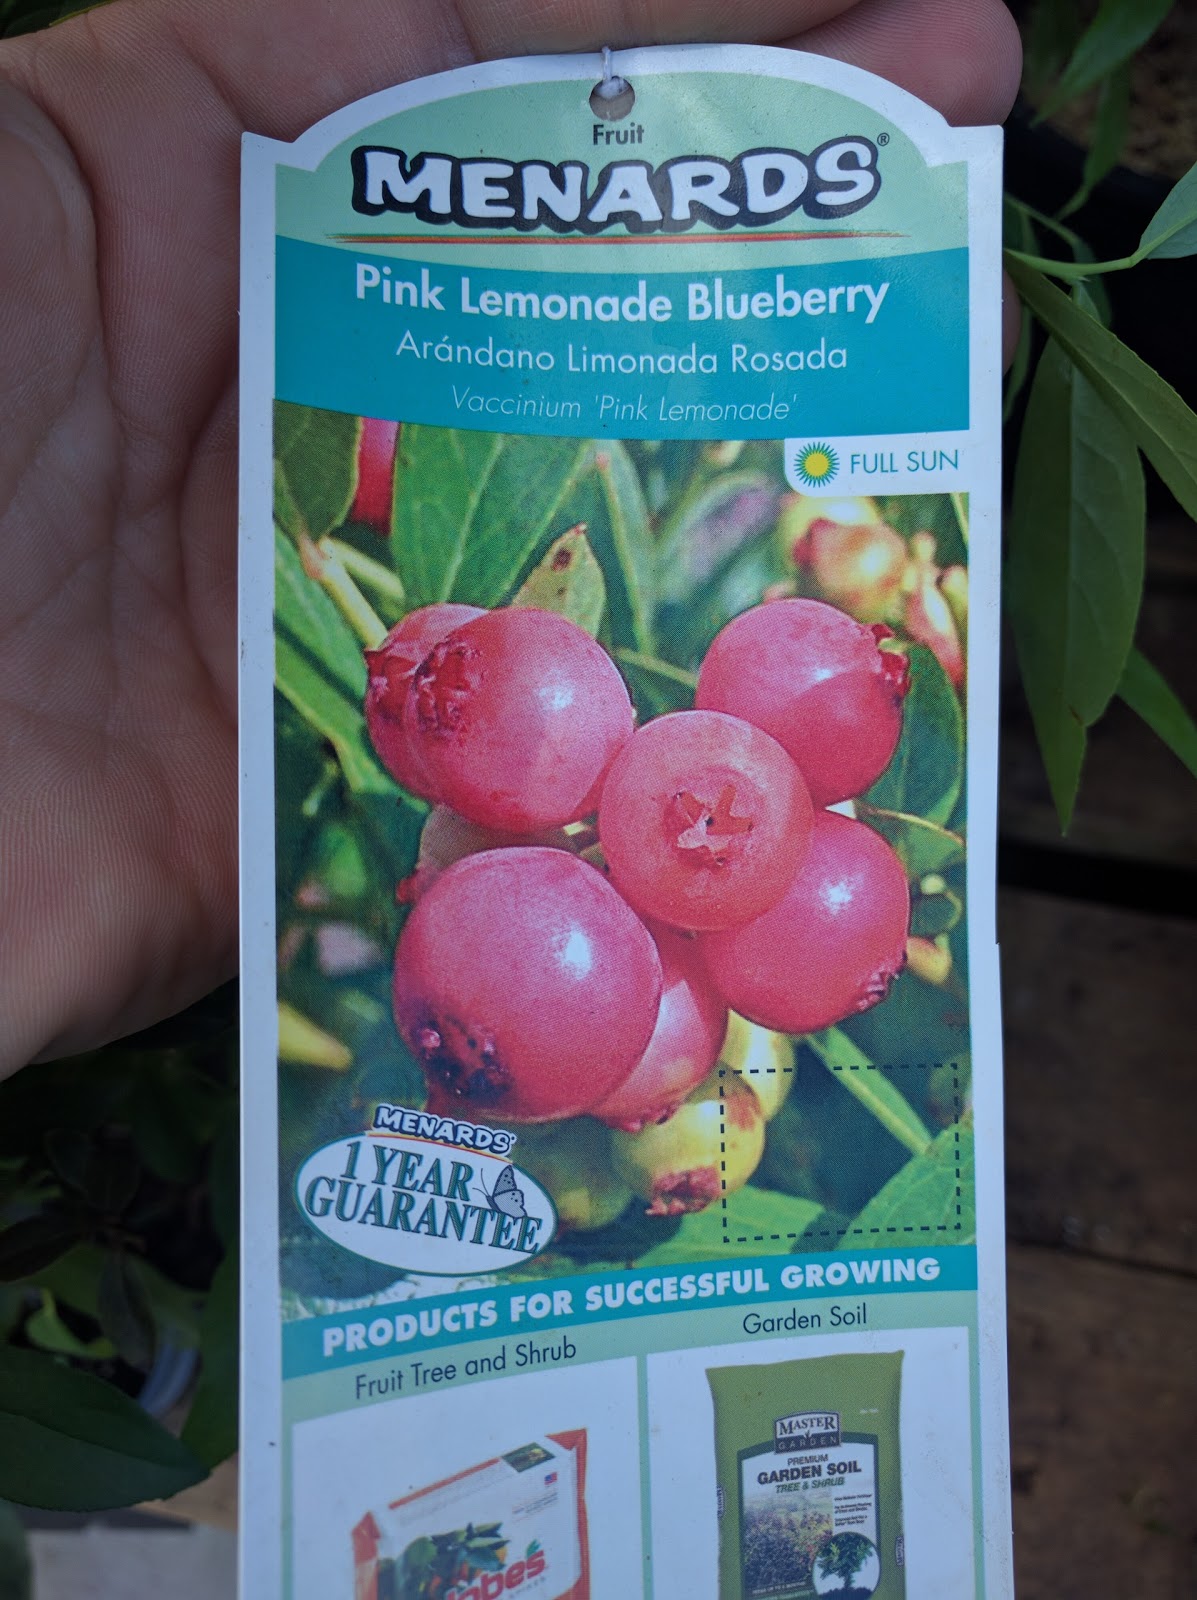 Fruit
MENARDS®
Pink Lemonade Blueberry
Arándano Limonada Rosada
Vaccinium 'Pink Lemonade'
FULL SUN
MENARDS®
1 YEAR
GUARANTEE
PRODUCTS FOR SUCCESSFUL GROWING
Fruit Tree and Shrub
Garden Soil
MASTER
GARDEN
PREMIUM
GARDEN SOIL
TREE & SHRUB